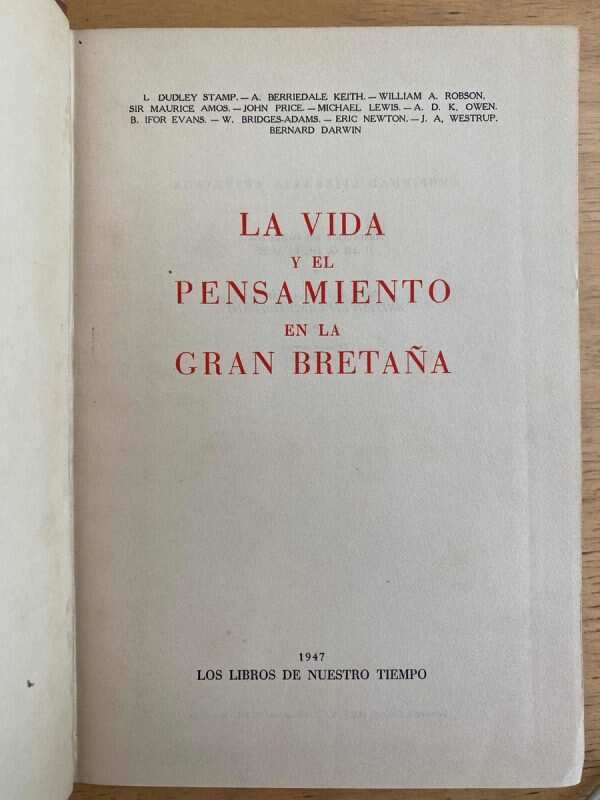 L. DUDLEY STAMP.—A. BERRIEDALE KEITH.—WILLIAM A. ROBSON,
SIR MAURICE AMOS.—JOHN PRICE.—MICHAEL LEWIS.—A. D. K. OWEN.
B. IFOR EVANS.—W. BRIDGES-ADAMS.—ERIC NEWTON.—J. A. WESTRUP.
BERNARD DARWIN
LA VIDA
Y EL
PENSAMIENTO
EN LA
GRAN BRETAÑA
1947
LOS LIBROS DE NUESTRO TIEMPO